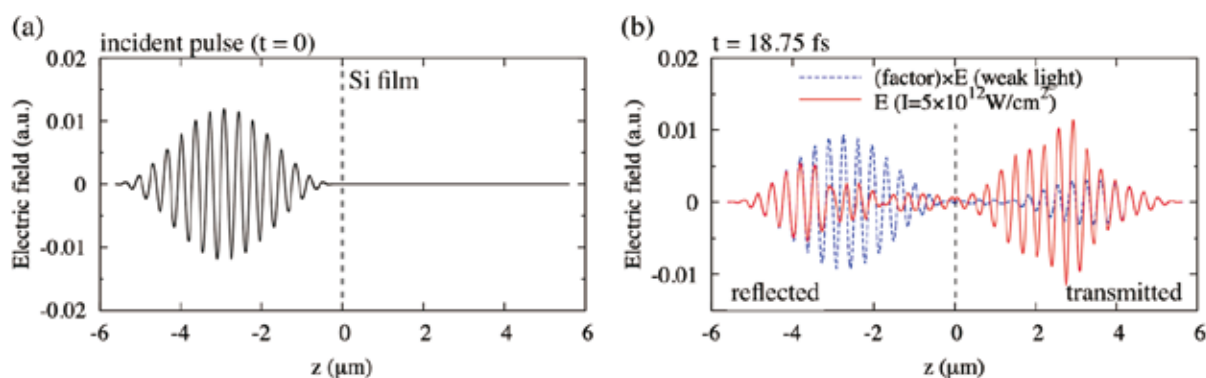 (a)
incident pulse (t = 0)
Si film
Electric field (a.u.)
0.02
0.01
0
-0.01
-0.02
-6 -4 -2 0 2 4 6
z (μm)
(b)
t = 18.75 fs
(factor)×E (weak light)
E (I=5×10¹²W/cm²)
Electric field (a.u.)
0.02
0.01
0
-0.01
reflected
transmitted
-6 -4 -2 0 2 4 6
z (μm)